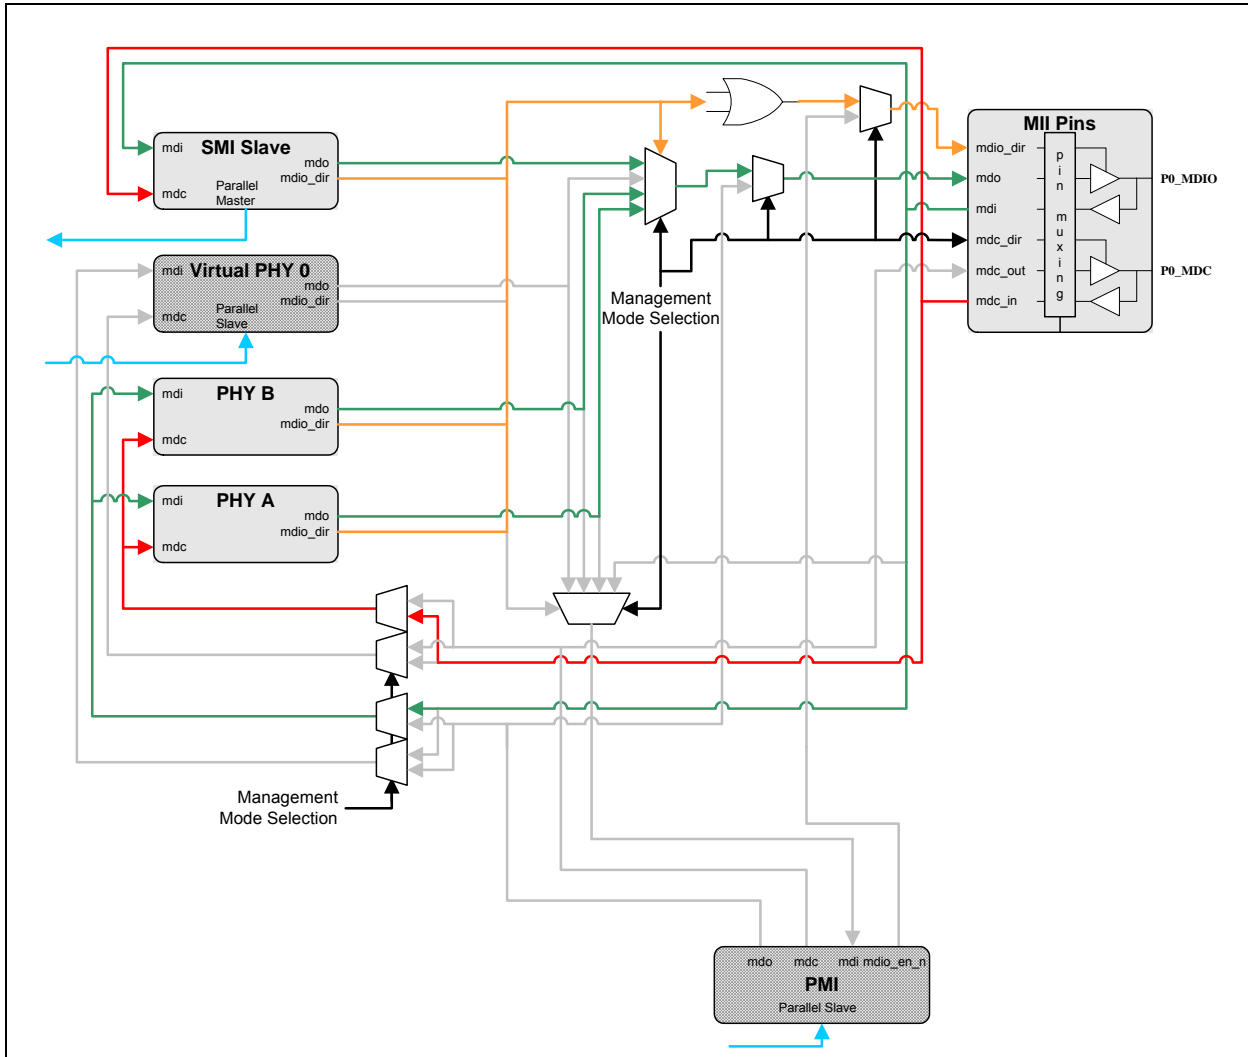 SMI Slave
mdi
mdo
mdio_dir
mdc
Parallel
Master
MII Pins
mdio_dir
mdo
mdi
mdc_dir
mdc_out
mdc_in
pin muxing
P0_MDIO
P0_MDC
Virtual PHY 0
mdi
mdo
mdio_dir
mdc
Parallel
Slave
Management
Mode Selection
PHY B
mdi
mdo
mdio_dir
mdc
PHY A
mdi
mdo
mdio_dir
mdc
Management
Mode Selection
mdo mdc mdi mdio_en_n
PMI
Parallel Slave